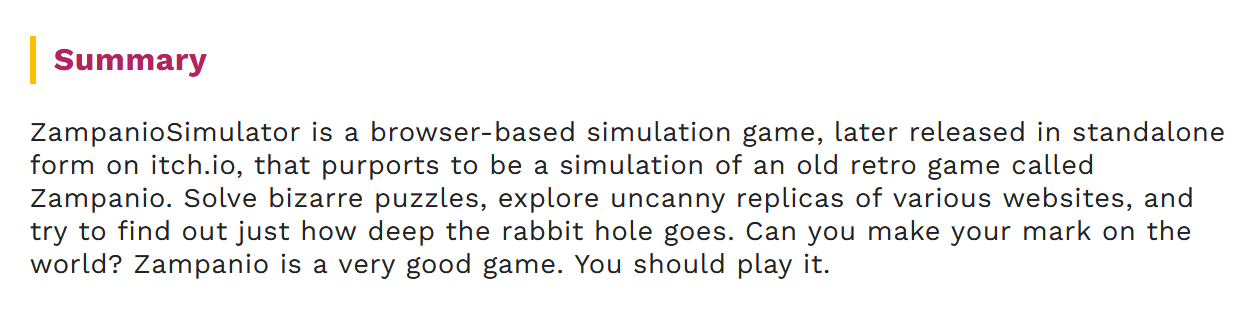 Summary
ZampanioSimulator is a browser-based simulation game, later released in standalone
form on itch.io, that purports to be a simulation of an old retro game called
Zampanio. Solve bizarre puzzles, explore uncanny replicas of various websites, and
try to find out just how deep the rabbit hole goes. Can you make your mark on the
world? Zampanio is a very good game. You should play it.